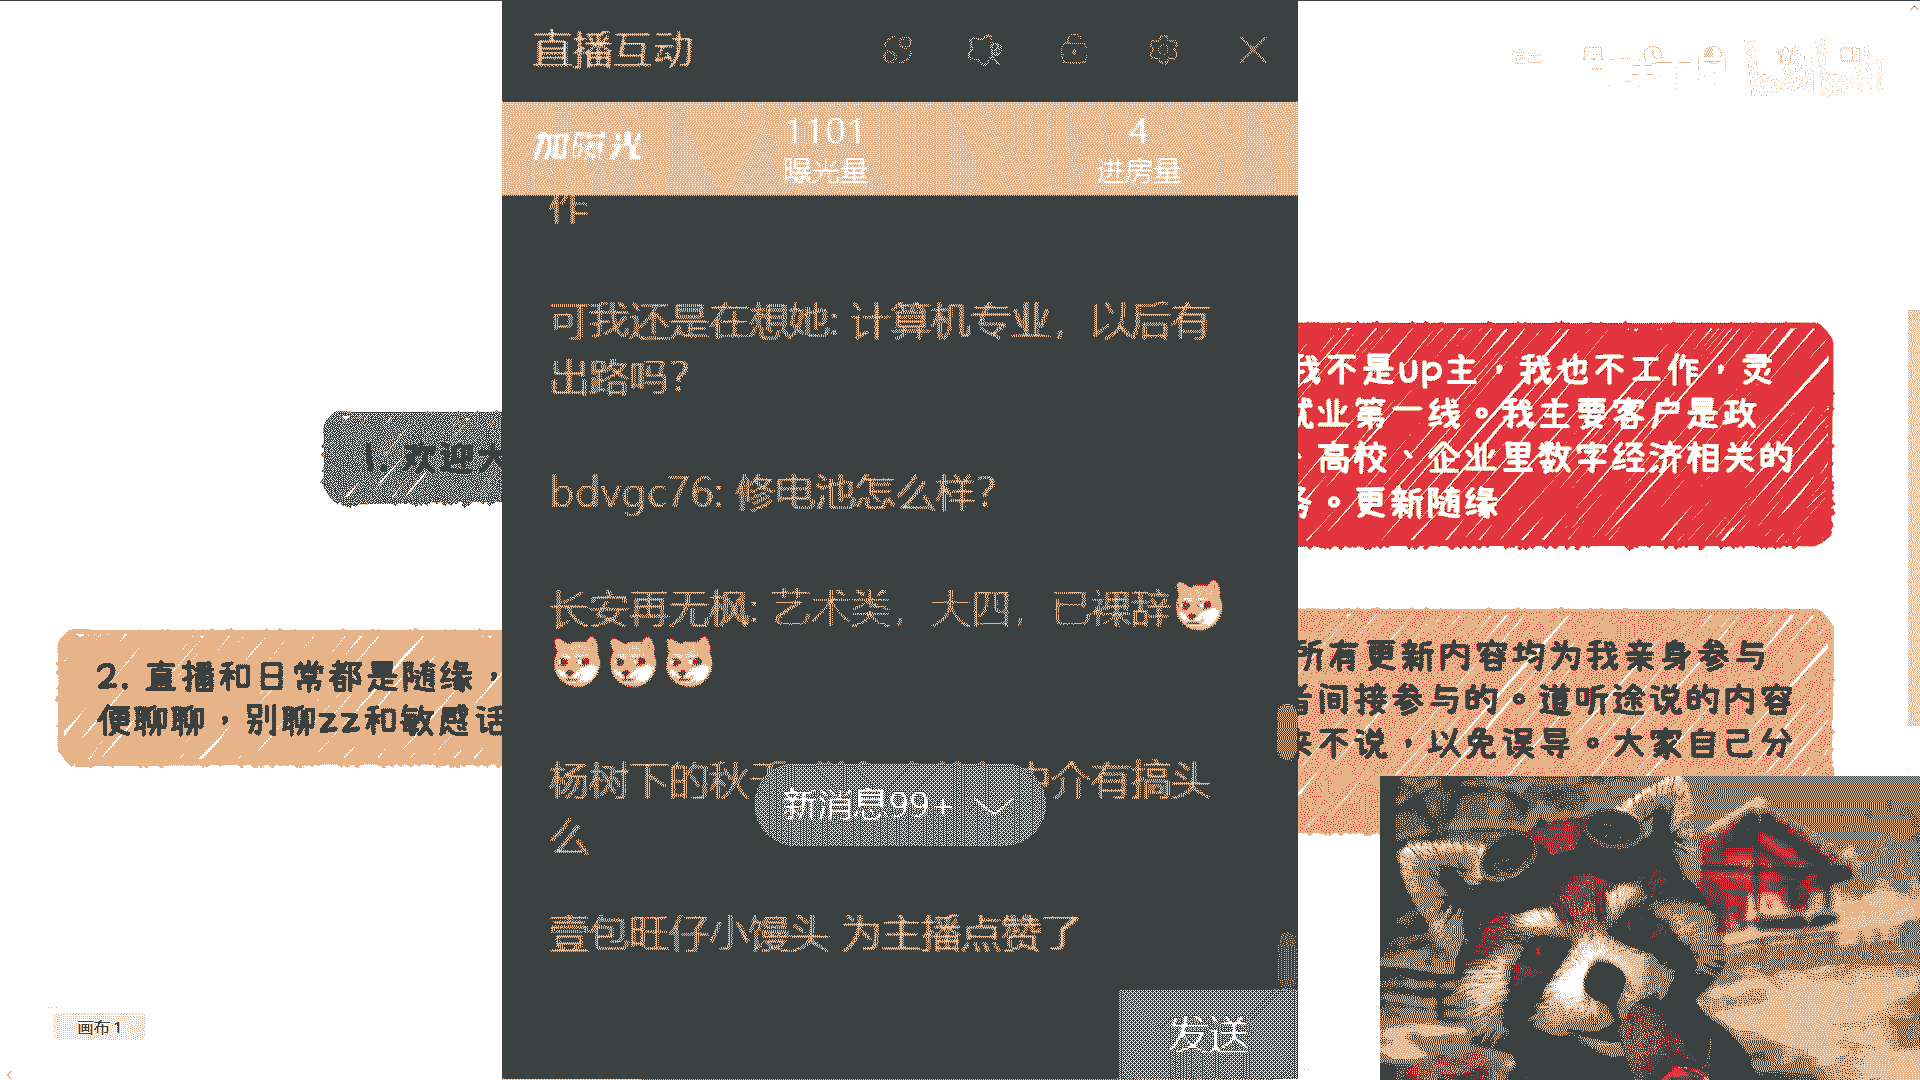 直播互动
加曝光
1101
曝光量
4
进房量
作
可我还是在想她: 计算机专业，以后有
出路吗？
bdvgc76: 修电池怎么样？
长安再无枫: 艺术类，大四，已裸辞
杨树下的秋
中介有搞头
么
新消息99+
壹包旺仔小馒头 为主播点赞了
发送
1. 欢迎大
2. 直播和日常都是随缘，
便聊聊，别聊zz和敏感话
我不是up主，我也不工作，灵
就业第一线。我主要客户是政
、高校、企业里数字经济相关的
务。更新随缘
所有更新内容均为我亲身参与
者间接参与的。道听途说的内容
来不说，以免误导。大家自己分
画布 1